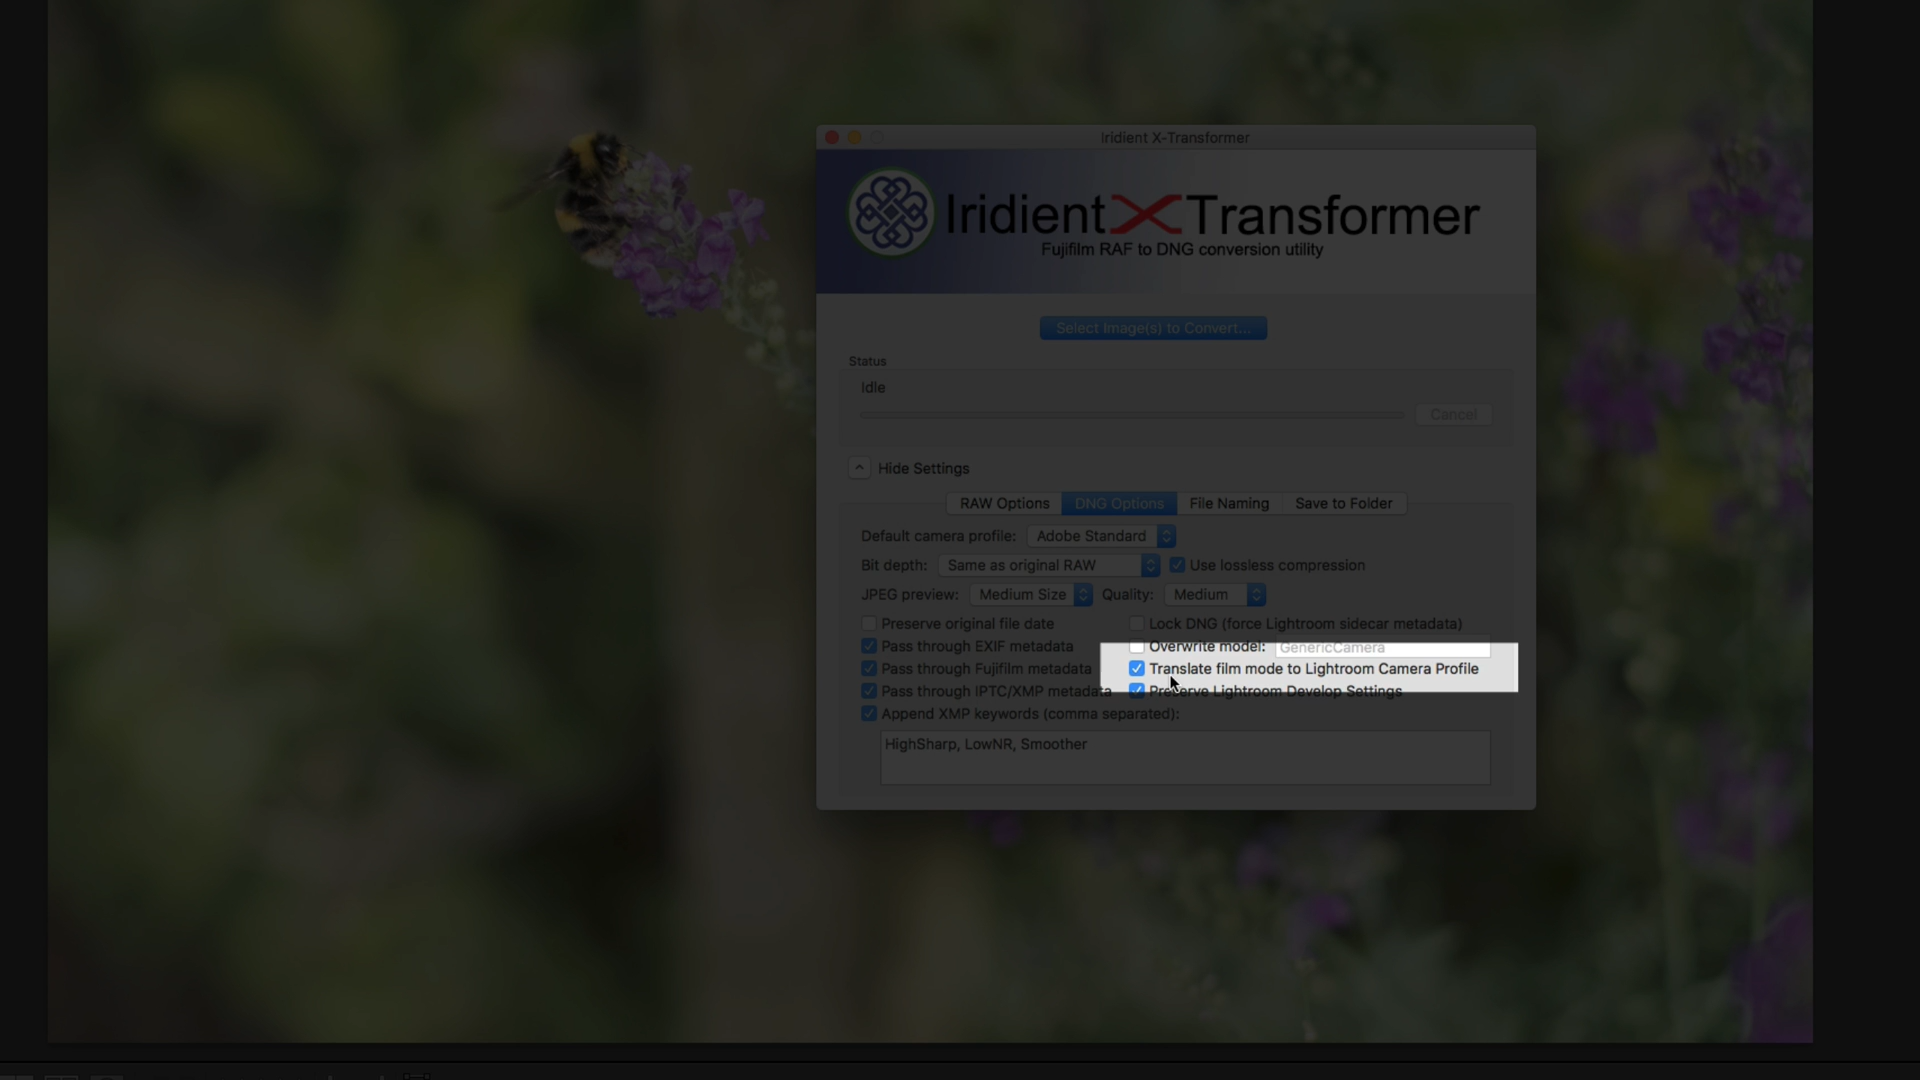 Iridient X-Transformer
Iridient X Transformer
Fujifilm RAF to DNG conversion utility
Select Image(s) to Convert...
Status
Idle
Cancel
Hide Settings
RAW Options DNG Options File Naming Save to Folder
Default camera profile: Adobe Standard
Bit depth: Same as original RAW Use lossless compression
JPEG preview: Medium Size Quality: Medium
Preserve original file date Lock DNG (force Lightroom sidecar metadata)
Pass through EXIF metadata Overwrite model: GenericCamera
Pass through Fujifilm metadata Translate film mode to Lightroom Camera Profile
Pass through IPTC/XMP metadata Preserve Lightroom Develop Settings
Append XMP keywords (comma separated):
HighSharp, LowNR, Smoother